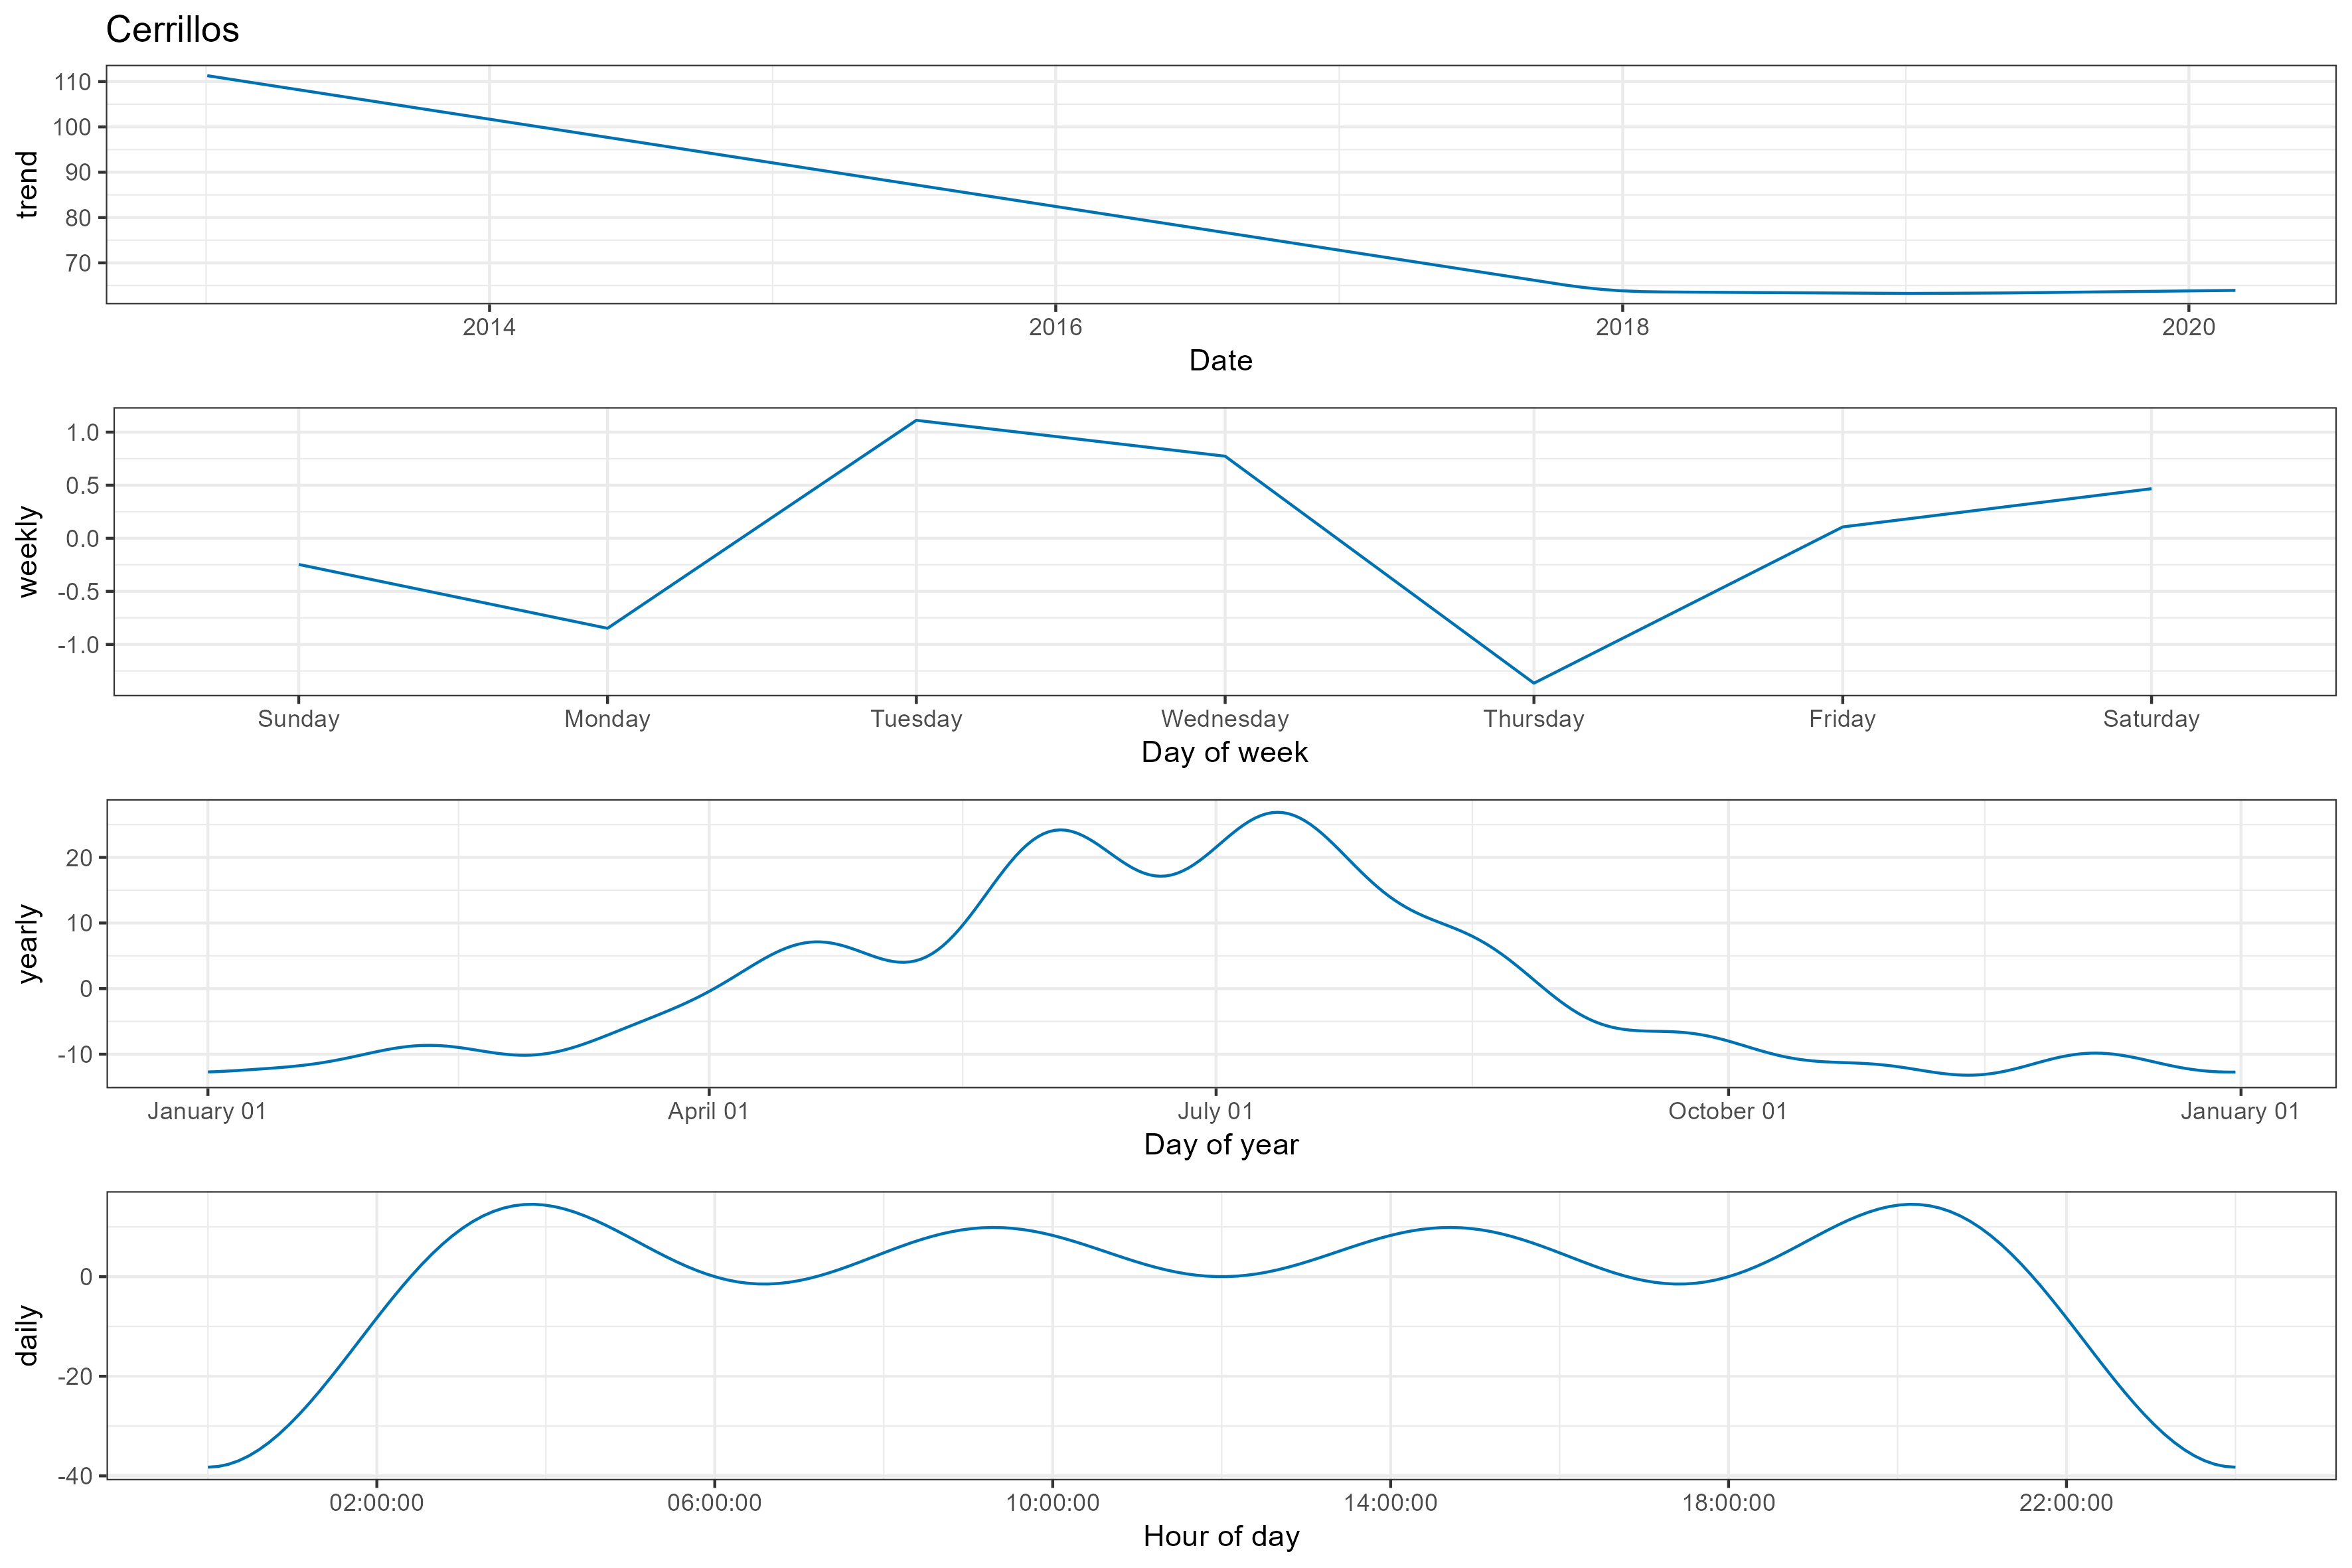 Cerrillos
trend
110
100
90
80
70
2014 2016 2018 2020
Date
weekly
1.0
0.5
0.0
-0.5
-1.0
Sunday Monday Tuesday Wednesday Thursday Friday Saturday
Day of week
yearly
20
10
0
-10
January 01 April 01 July 01 October 01 January 01
Day of year
daily
0
-20
-40
02:00:00 06:00:00 10:00:00 14:00:00 18:00:00 22:00:00
Hour of day